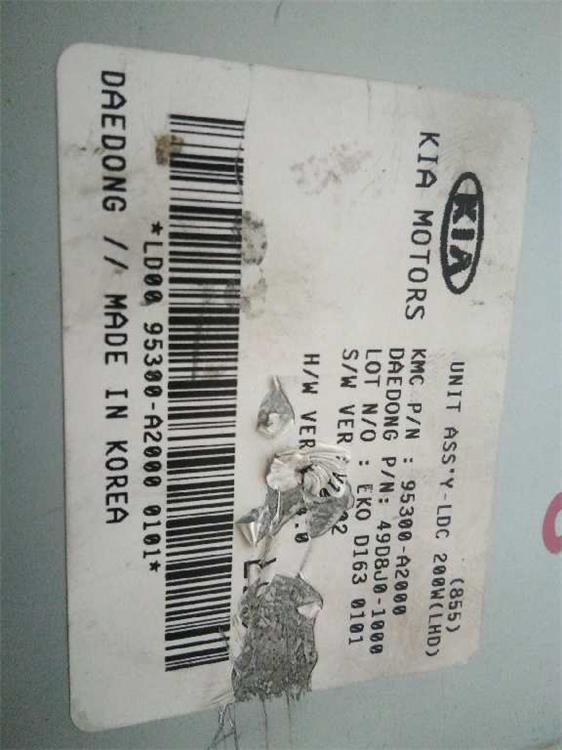 KIA
KIA MOTORS
(855)
UNIT ASS'Y-LDC 200W(LHD)
KMC P/N : 95300-A2000
DAEDONG P/N: 49D8J0-1000
LOT N/O : EKO D163 0101
S/W VER
H/W VER
*LD00 95300-A2000 0101*
DAEDONG // MADE IN KOREA